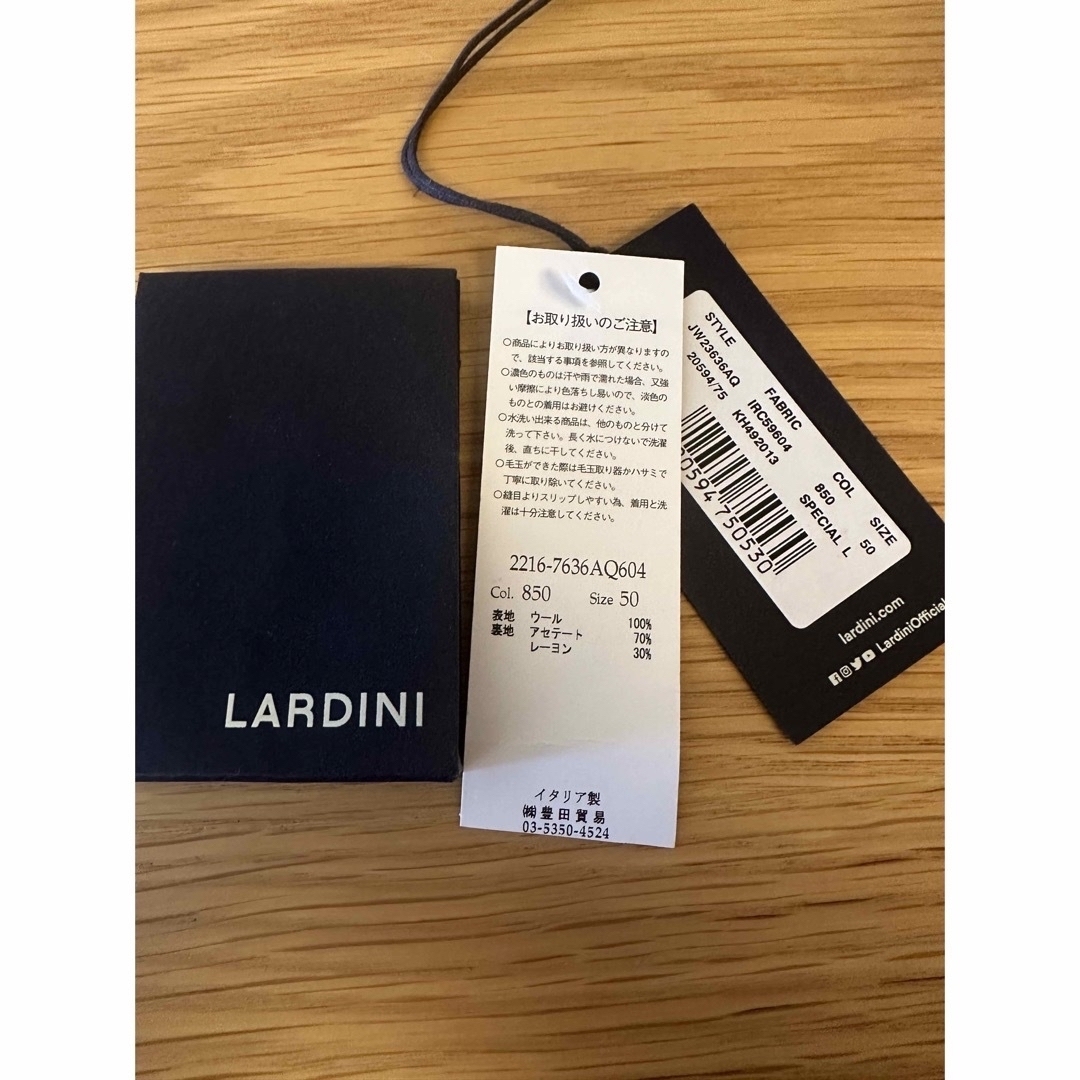 LARDINI
【お取り扱いのご注意】
○商品によりお取り扱い方が異なりますの
で、該当する事項を参照してください。
○濃色のものは汗や雨で濡れた場合、又強
い摩擦により色落ちし易いので、淡色の
ものとの着用はお避けください。
○水洗い出来る商品は、他のものと分けて
洗って下さい。長く水につけないで洗濯
後、直ちに干してください。
○毛玉ができた際は毛玉取り器かハサミで
丁寧に取り除いてください。
○縫目よりスリップしやすい為、着用と洗
濯は十分注意してください。
2216-7636AQ604
Col. 850 Size 50
表地 ウール 100%
裏地 アセテート 70%
レーヨン 30%
イタリア製
㈱豊田貿易
03-5350-4524
STYLE FABRIC COL SIZE
JW23636AQ IRC59604 850 50
20594/75 KH492013 SPECIAL L
20594 750530
lardini.com
LardiniOfficial